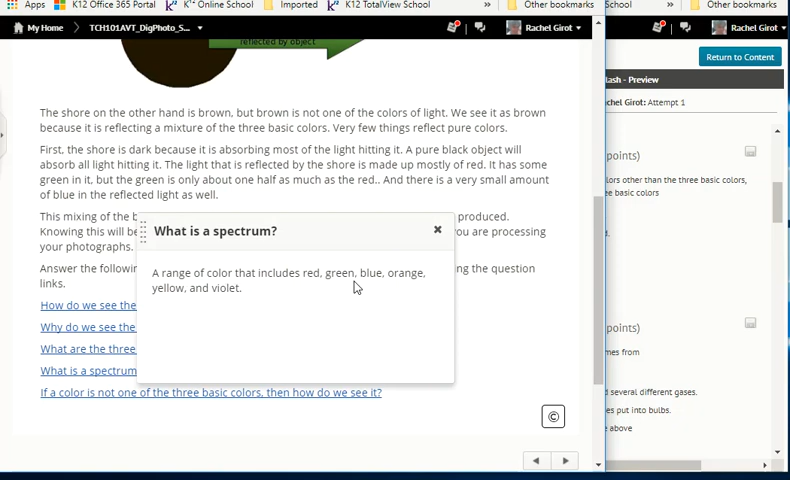 Apps K12 Office 365 Portal K¹² Online School Imported K12 TotalView School » Other bookmarks School » Other bookmarks
My Home TCH101AVT_DigPhoto_S... Rachel Girot Rachel Girot
reflected by object
Return to Content
lash - Preview
achel Girot: Attempt 1
The shore on the other hand is brown, but brown is not one of the colors of light. We see it as brown
because it is reflecting a mixture of the three basic colors. Very few things reflect pure colors.
First, the shore is dark because it is absorbing most of the light hitting it. A pure black object will
absorb all light hitting it. The light that is reflected by the shore is made up mostly of red. It has some
green in it, but the green is only about one half as much as the red.. And there is a very small amount
of blue in the reflected light as well.
This mixing of the b produced.
Knowing this will be you are processing
your photographs.
Answer the followin ng the question
links.
What is a spectrum?
A range of color that includes red, green, blue, orange,
yellow, and violet.
How do we see the
Why do we see the
What are the three
What is a spectrum
If a color is not one of the three basic colors, then how do we see it?
©
points)
lors other than the three basic colors,
ee basic colors
d.
points)
mes from
d several different gases.
es put into bulbs.
e above